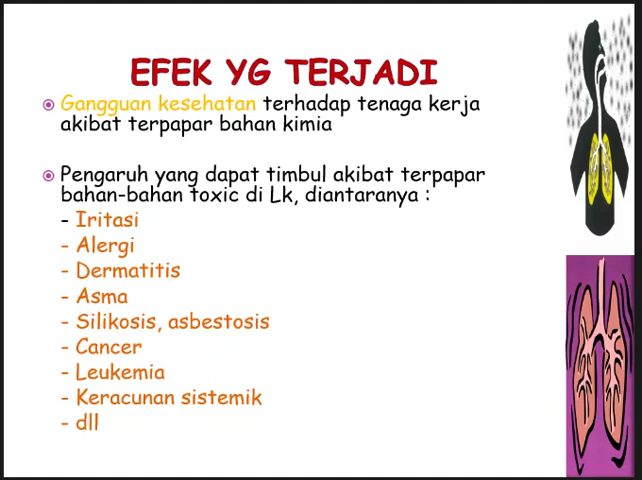 EFEK YG TERJADI
Gangguan kesehatan terhadap tenaga kerja
akibat terpapar bahan kimia
Pengaruh yang dapat timbul akibat terpapar
bahan-bahan toxic di Lk, diantaranya :
- Iritasi
- Alergi
- Dermatitis
- Asma
- Silikosis, asbestosis
- Cancer
- Leukemia
- Keracunan sistemik
- dll